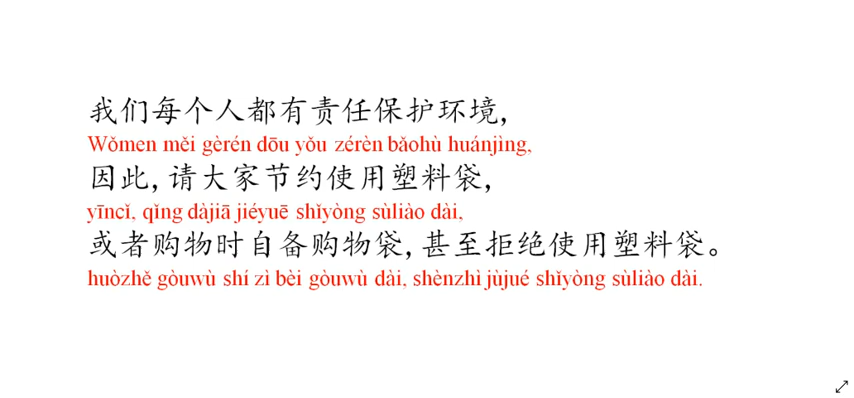 我们每个人都有责任保护环境,
Wǒmen měi gèrén dōu yǒu zérèn bǎohù huánjìng,
因此,请大家节约使用塑料袋,
yīncǐ, qǐng dàjiā jiéyuē shǐyòng sùliào dài,
或者购物时自备购物袋,甚至拒绝使用塑料袋。
huòzhě gòuwù shí zì bèi gòuwù dài, shènzhì jùjué shǐyòng sùliào dài.